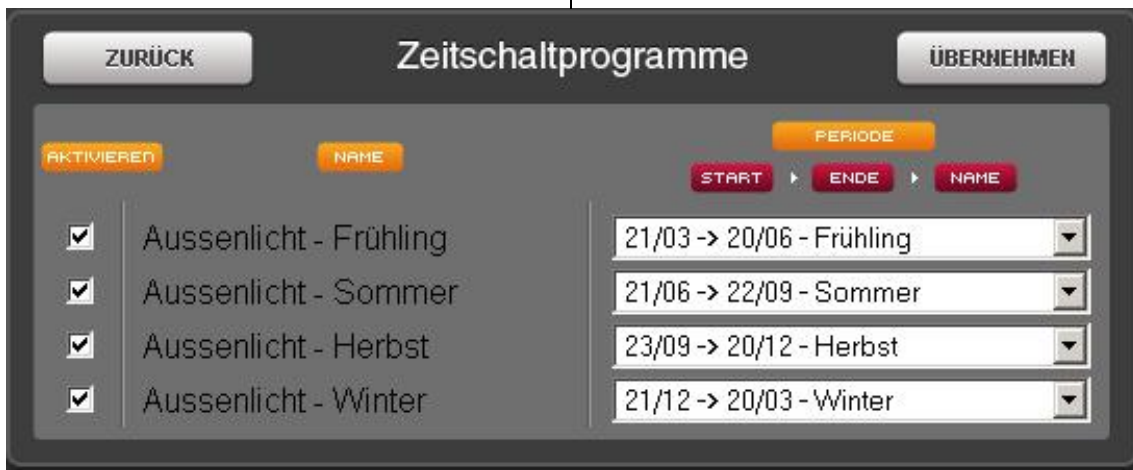 ZURÜCK Zeitschaltprogramme ÜBERNEHMEN
PERIODE
AKTIVIEREN NAME
START ENDE NAME
Aussenlicht - Frühling 21/03 -> 20/06 - Frühling
Aussenlicht - Sommer 21/06 -> 22/09 - Sommer
Aussenlicht - Herbst 23/09 -> 20/12 - Herbst
Aussenlicht - Winter 21/12 -> 20/03 - Winter